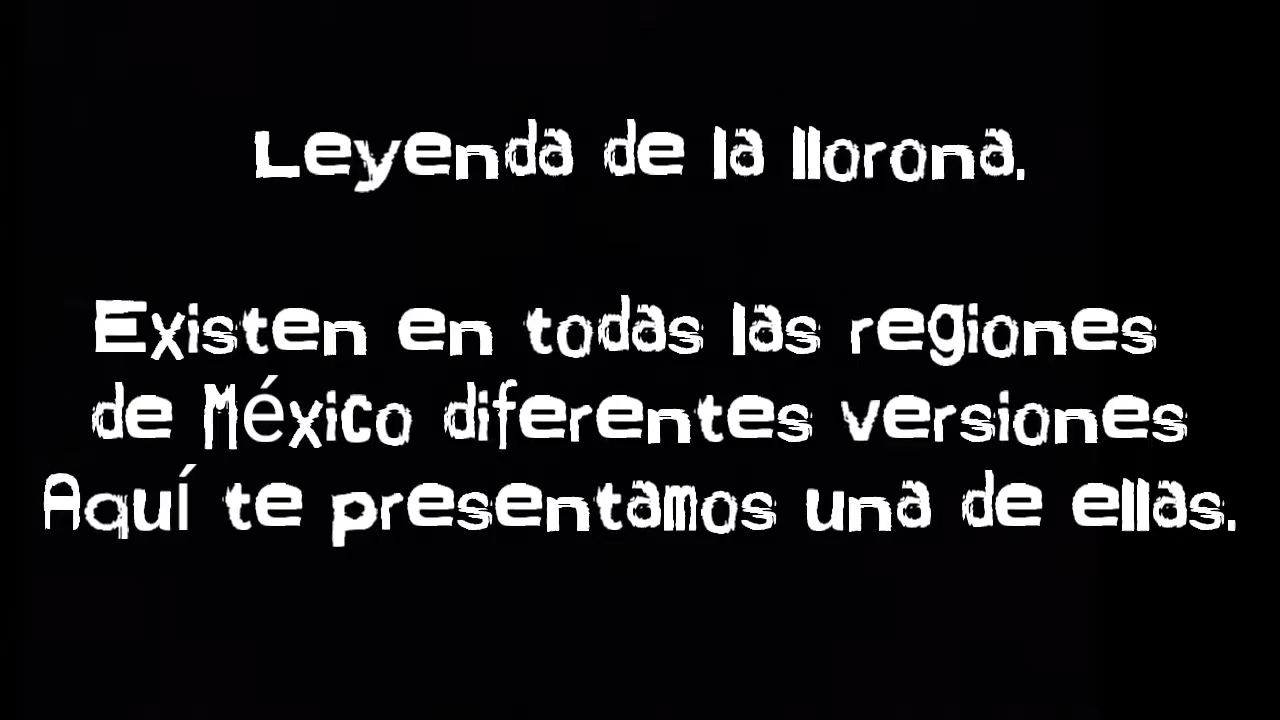 Leyenda de la llorona.
Existen en todas las regiones
de México diferentes versiones
Aquí te presentamos una de ellas.